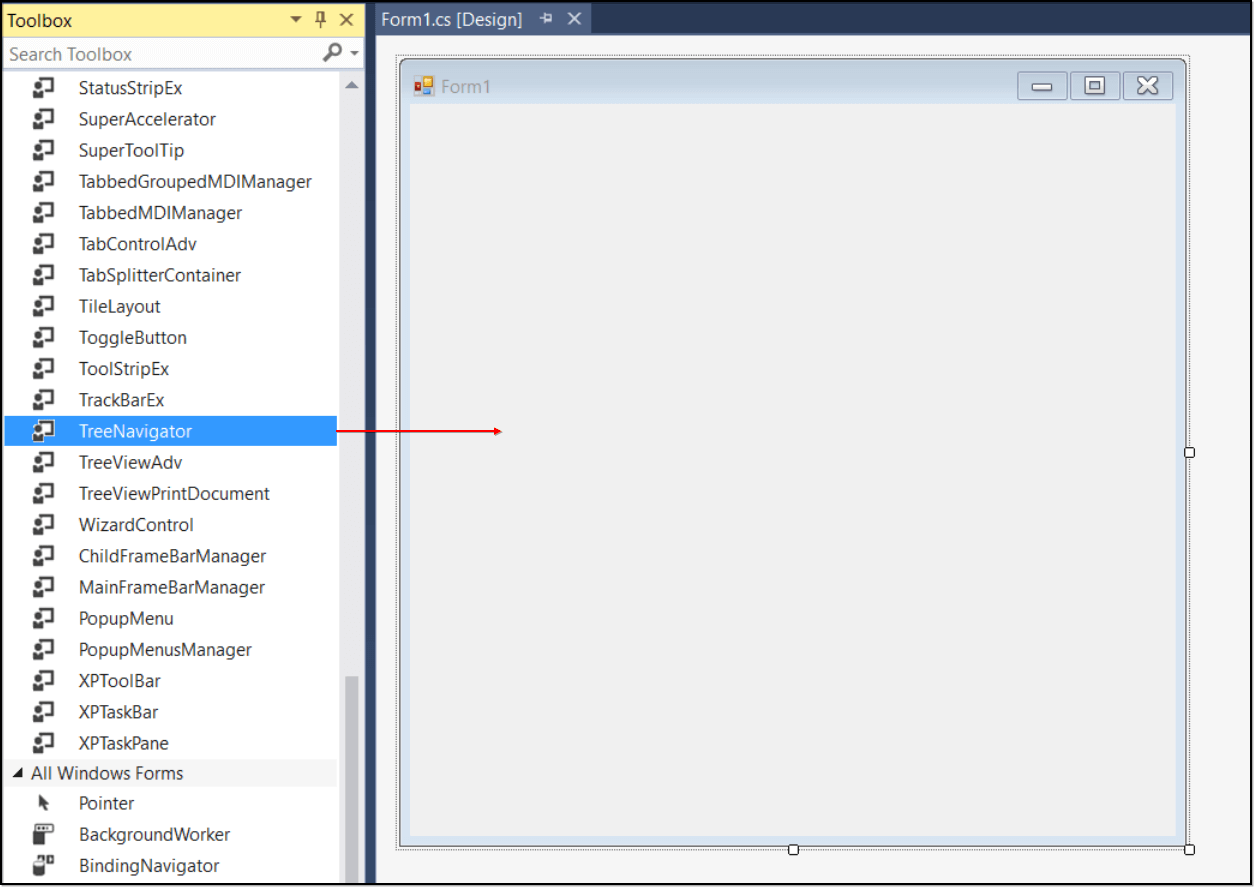 Toolbox
Search Toolbox
StatusStripEx
SuperAccelerator
SuperToolTip
TabbedGroupedMDIManager
TabbedMDIManager
TabControlAdv
TabSplitterContainer
TileLayout
ToggleButton
ToolStripEx
TrackBarEx
TreeNavigator
TreeViewAdv
TreeViewPrintDocument
WizardControl
ChildFrameBarManager
MainFrameBarManager
PopupMenu
PopupMenusManager
XPToolBar
XPTaskBar
XPTaskPane
All Windows Forms
Pointer
BackgroundWorker
BindingNavigator
Form1.cs [Design]
Form1